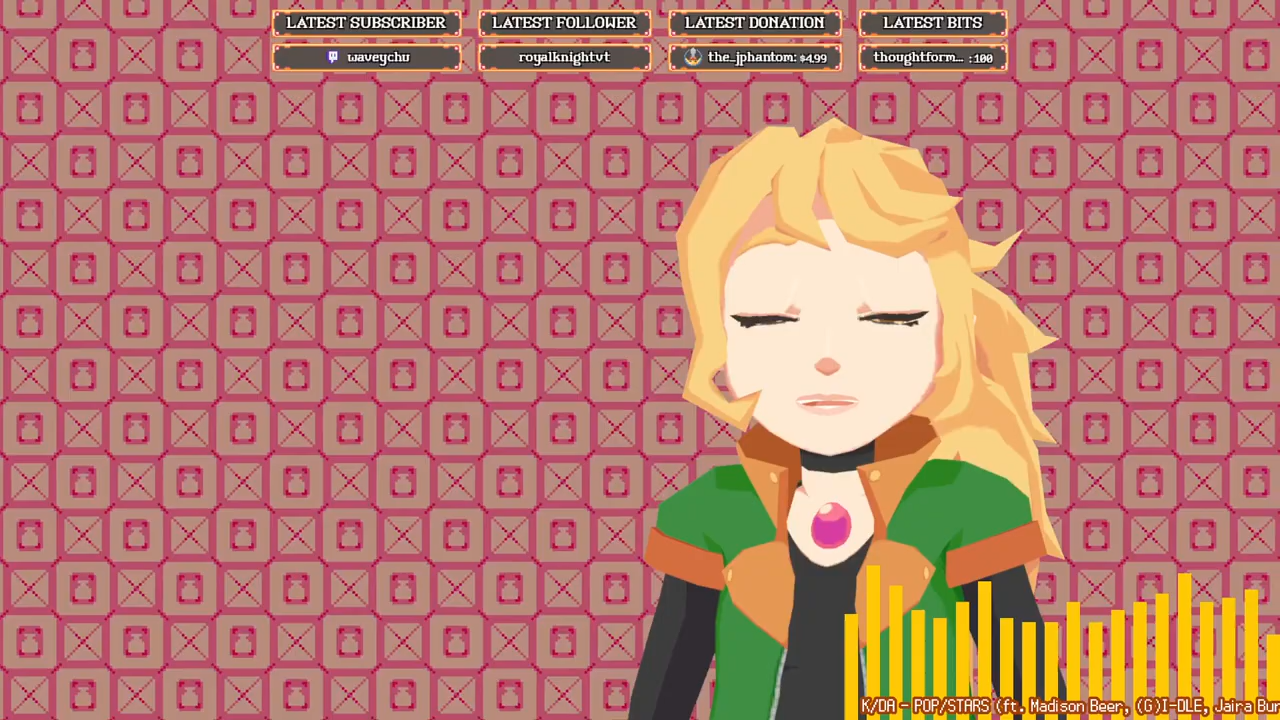 LATEST SUBSCRIBER
LATEST FOLLOWER
LATEST DONATION
LATEST BITS
waveychu
royalknightvt
the_jphantom: $4.99
thoughtform... :100
K/DA - POP/STARS (ft. Madison Beer, (G)I-DLE, Jaira Bur